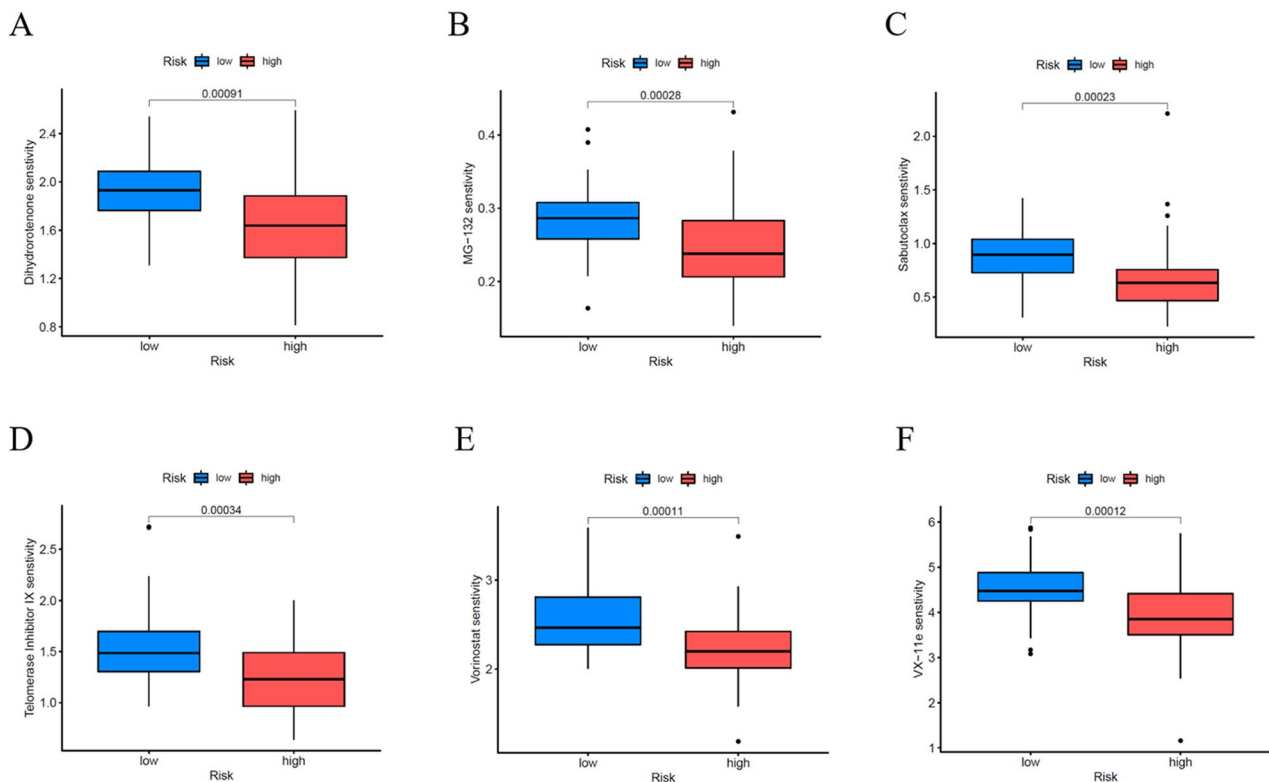 A
Risk low high
0.00091
Dihydrorotenone senstivity
2.4
2.0
1.6
1.2
0.8
low high
Risk
B
Risk low high
0.00028
MG-132 senstivity
0.4
0.3
0.2
low high
Risk
C
Risk low high
0.00023
Sabutoclax senstivity
2.0
1.5
1.0
0.5
low high
Risk
D
Risk low high
0.00034
Telomerase Inhibitor IX senstivity
2.5
2.0
1.5
1.0
low high
Risk
E
Risk low high
0.00011
Vorinostat senstivity
3
2
low high
Risk
F
Risk low high
0.00012
VX-11e senstivity
6
5
4
3
2
1
low high
Risk